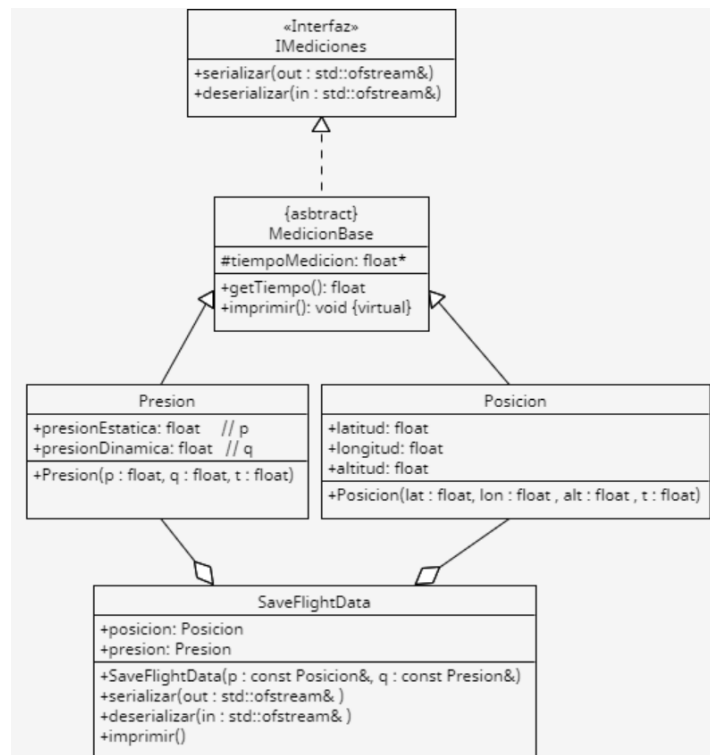 «Interfaz»
IMediciones
+serializar(out : std::ofstream&)
+deserializar(in : std::ofstream&)
{asbtract}
MedicionBase
#tiempoMedicion: float*
+getTiempo(): float
+imprimir(): void {virtual}
Presion
+presionEstatica: float // p
+presionDinamica: float // q
+Presion(p : float, q : float, t : float)
Posicion
+latitud: float
+longitud: float
+altitud: float
+Posicion(lat : float, lon : float , alt : float , t : float)
SaveFlightData
+posicion: Posicion
+presion: Presion
+SaveFlightData(p : const Posicion&, q : const Presion&)
+serializar(out : std::ofstream& )
+deserializar(in : std::ofstream& )
+imprimir()